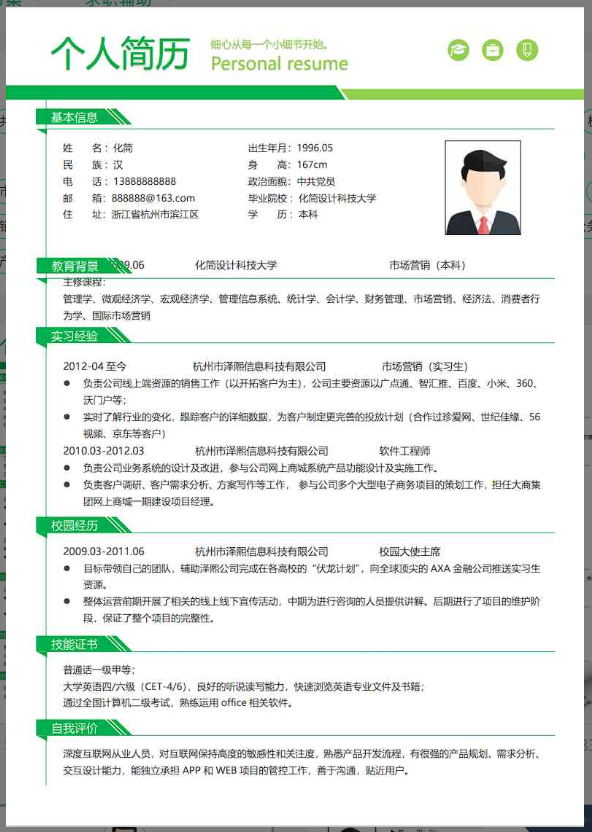 个人简历
细心从每一个小细节开始。
Personal resume
基本信息
姓 名：化简 出生年月：1996.05
民 族：汉 身 高：167cm
电 话：13888888888 政治面貌：中共党员
邮 箱：888888@163.com 毕业院校：化简设计科技大学
住 址：浙江省杭州市滨江区 学 历：本科
教育背景 09.06 化简设计科技大学 市场营销（本科）
主修课程：
管理学、微观经济学、宏观经济学、管理信息系统、统计学、会计学、财务管理、市场营销、经济法、消费者行
为学、国际市场营销
实习经验
2012-04 至今 杭州市泽熙信息科技有限公司 市场营销（实习生）
● 负责公司线上端资源的销售工作（以开拓客户为主），公司主要资源以广点通、智汇推、百度、小米、360、
沃门户等；
● 实时了解行业的变化，跟踪客户的详细数据，为客户制定更完善的投放计划（合作过珍爱网、世纪佳缘、56
视频、京东等客户）
2010.03-2012.03 杭州市泽熙信息科技有限公司 软件工程师
● 负责公司业务系统的设计及改进，参与公司网上商城系统产品功能设计及实施工作。
● 负责客户调研、客户需求分析、方案写作等工作， 参与公司多个大型电子商务项目的策划工作，担任大商集
团网上商城一期建设项目经理。
校园经历
2009.03-2011.06 杭州市泽熙信息科技有限公司 校园大使主席
● 目标带领自己的团队，辅助泽熙公司完成在各高校的“伏龙计划”，向全球顶尖的 AXA 金融公司推送实习生
资源。
● 整体运营前期开展了相关的线上线下宣传活动，中期为进行咨询的人员提供讲解。后期进行了项目的维护阶
段，保证了整个项目的完整性。
技能证书
普通话一级甲等；
大学英语四/六级（CET-4/6），良好的听说读写能力，快速浏览英语专业文件及书籍；
通过全国计算机二级考试，熟练运用 office 相关软件。
自我评价
深度互联网从业人员，对互联网保持高度的敏感性和关注度，熟悉产品开发流程，有很强的产品规划、需求分析、
交互设计能力，能独立承担 APP 和 WEB 项目的管控工作，善于沟通，贴近用户。